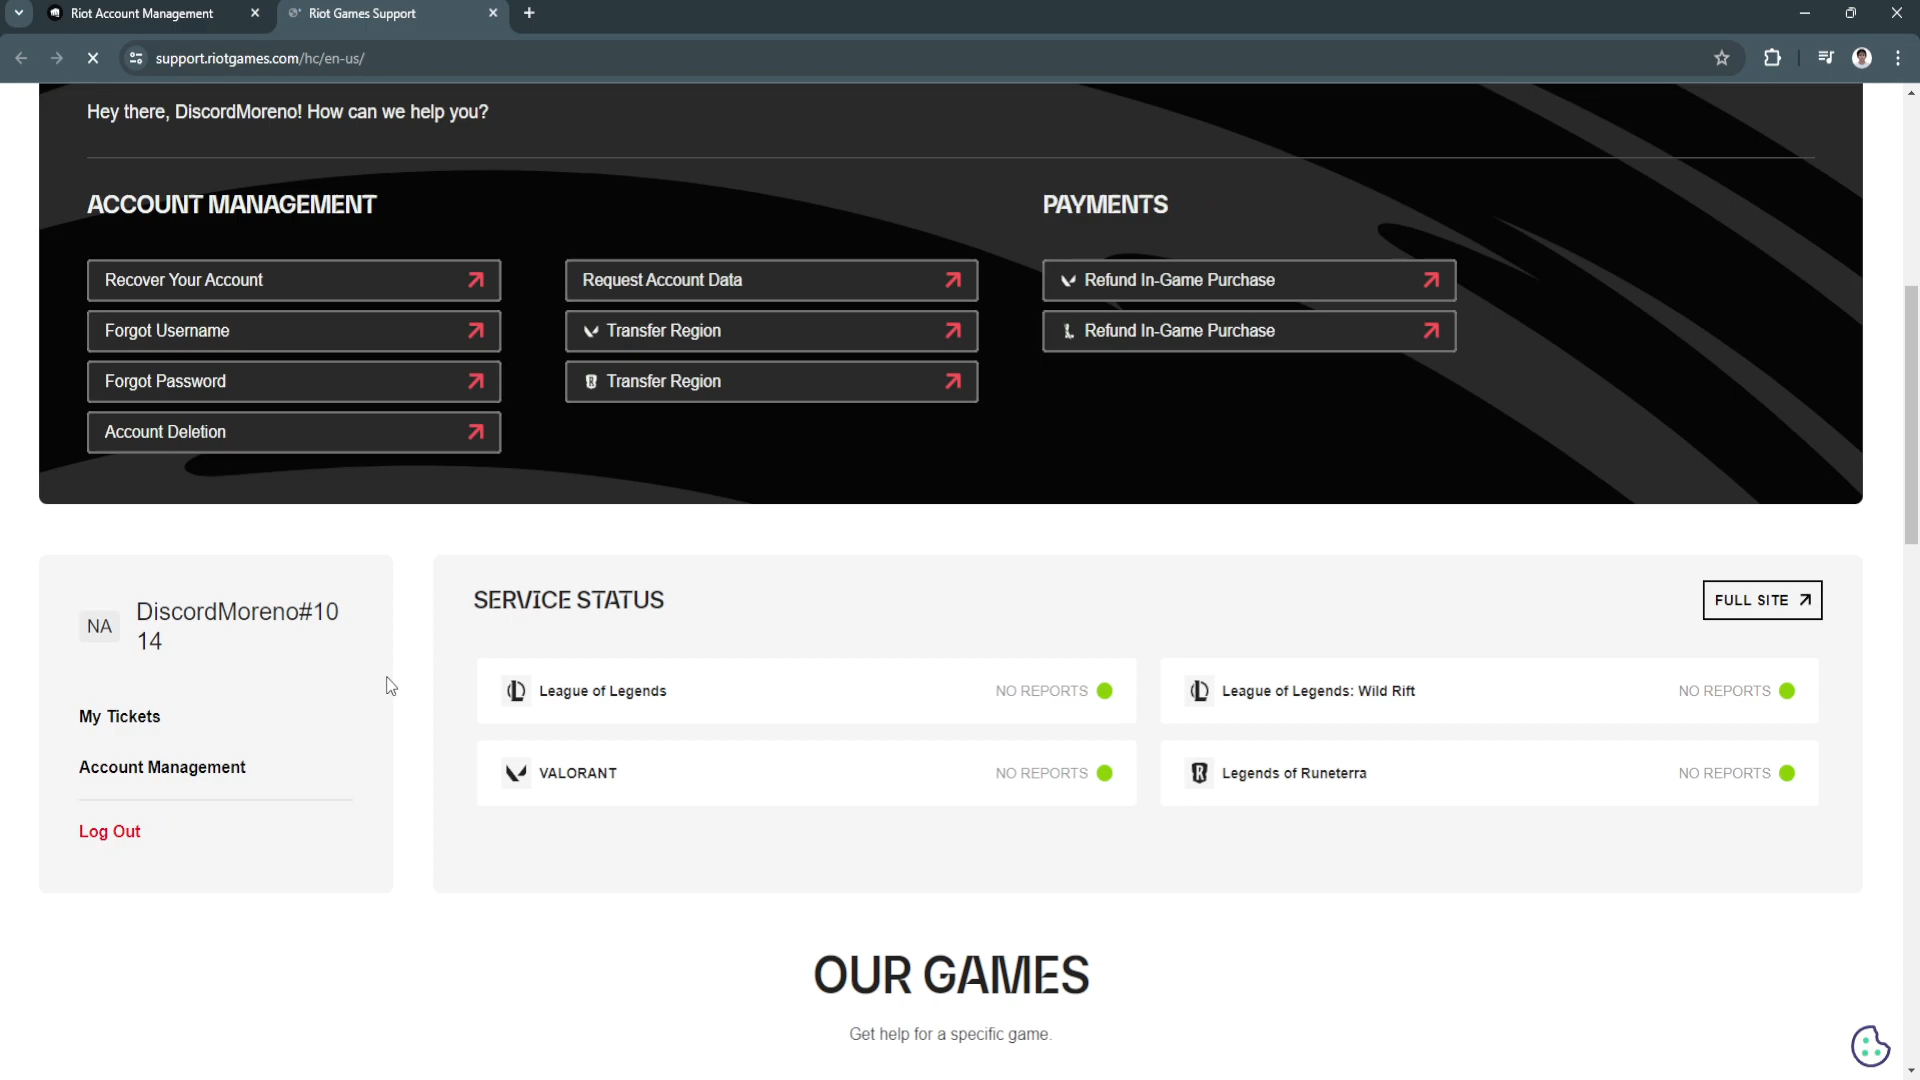 Riot Account Management
Riot Games Support
support.riotgames.com/hc/en-us/
Hey there, DiscordMoreno! How can we help you?
ACCOUNT MANAGEMENT
PAYMENTS
Recover Your Account
Request Account Data
Refund In-Game Purchase
Forgot Username
Transfer Region
Refund In-Game Purchase
Forgot Password
Transfer Region
Account Deletion
NA
DiscordMoreno#10
14
My Tickets
Account Management
Log Out
SERVICE STATUS
FULL SITE
League of Legends
NO REPORTS
League of Legends: Wild Rift
NO REPORTS
VALORANT
NO REPORTS
Legends of Runeterra
NO REPORTS
OUR GAMES
Get help for a specific game.